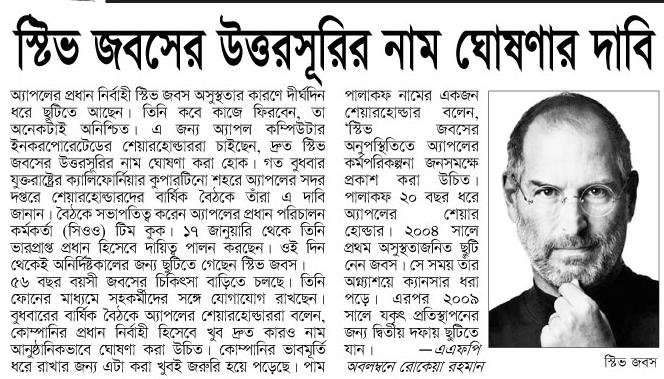 স্টিভ জবসের উত্তরসূরির নাম ঘোষণার দাবি
অ্যাপলের প্রধান নির্বাহী স্টিভ জবস অসুস্থতার কারণে দীর্ঘদিন
ধরে ছুটিতে আছেন। তিনি কবে কাজে ফিরবেন, তা
অনেকটাই অনিশ্চিত। এ জন্য অ্যাপল কম্পিউটার
ইনকরপোরেটেডের শেয়ারহোল্ডাররা চাইছেন, দ্রুত স্টিভ
জবসের উত্তরসূরির নাম ঘোষণা করা হোক। গত বুধবার
যুক্তরাষ্ট্রের ক্যালিফোর্নিয়ার কুপারটিনো শহরে অ্যাপলের সদর
দপ্তরে শেয়ারহোল্ডারদের বার্ষিক বৈঠকে তাঁরা এ দাবি
জানান। বৈঠকে সভাপতিত্ব করেন অ্যাপলের প্রধান পরিচালন
কর্মকর্তা (সিওও) টিম কুক। ১৭ জানুয়ারি থেকে তিনি
ভারপ্রাপ্ত প্রধান হিসেবে দায়িত্ব পালন করছেন। ওই দিন
থেকেই অনির্দিষ্টকালের জন্য ছুটিতে গেছেন স্টিভ জবস।
৫৬ বছর বয়সী জবসের চিকিৎসা বাড়িতে চলছে। তিনি
ফোনের মাধ্যমে সহকর্মীদের সঙ্গে যোগাযোগ রাখছেন।
বুধবারের বার্ষিক বৈঠকে অ্যাপলের শেয়ারহোল্ডাররা বলেন,
কোম্পানির প্রধান নির্বাহী হিসেবে খুব দ্রুত কারও নাম
আনুষ্ঠানিকভাবে ঘোষণা করা উচিত। কোম্পানির ভাবমূর্তি
ধরে রাখার জন্য এটা করা খুবই জরুরি হয়ে পড়েছে। পাম
পালাকফ নামের একজন
শেয়ারহোল্ডার বলেন,
‘স্টিভ জবসের
অনুপস্থিতিতে অ্যাপলের
কর্মপরিকল্পনা জনসমক্ষে
প্রকাশ করা উচিত।
পালাকফ ২০ বছর ধরে
অ্যাপলের শেয়ার
হোল্ডার। ২০০৪ সালে
প্রথম অসুস্থতাজনিত ছুটি
নেন জবস। সে সময় তাঁর
অগ্ন্যাশয়ে ক্যানসার ধরা
পড়ে। এরপর ২০০৯
সালে যকৃৎ প্রতিস্থাপনের
জন্য দ্বিতীয় দফায় ছুটিতে
যান। —এএফপি
অবলম্বনে রোকেয়া রহমান
স্টিভ জবস